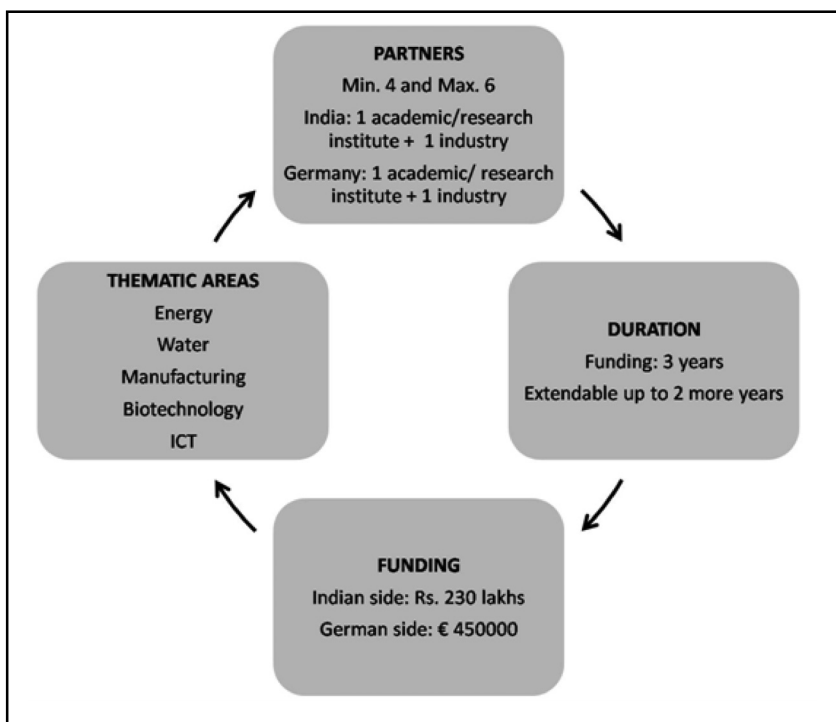 PARTNERS
Min. 4 and Max. 6
India: 1 academic/research
institute + 1 industry
Germany: 1 academic/ research
institute + 1 industry
THEMATIC AREAS
Energy
Water
Manufacturing
Biotechnology
ICT
DURATION
Funding: 3 years
Extendable up to 2 more years
FUNDING
Indian side: Rs. 230 lakhs
German side: € 450000